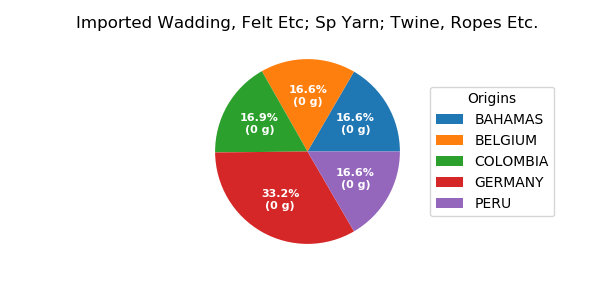 Imported Wadding, Felt Etc; Sp Yarn; Twine, Ropes Etc.
16.6%
(0 g)
16.6%
(0 g)
16.9%
(0 g)
33.2%
(0 g)
16.6%
(0 g)
Origins
BAHAMAS
BELGIUM
COLOMBIA
GERMANY
PERU